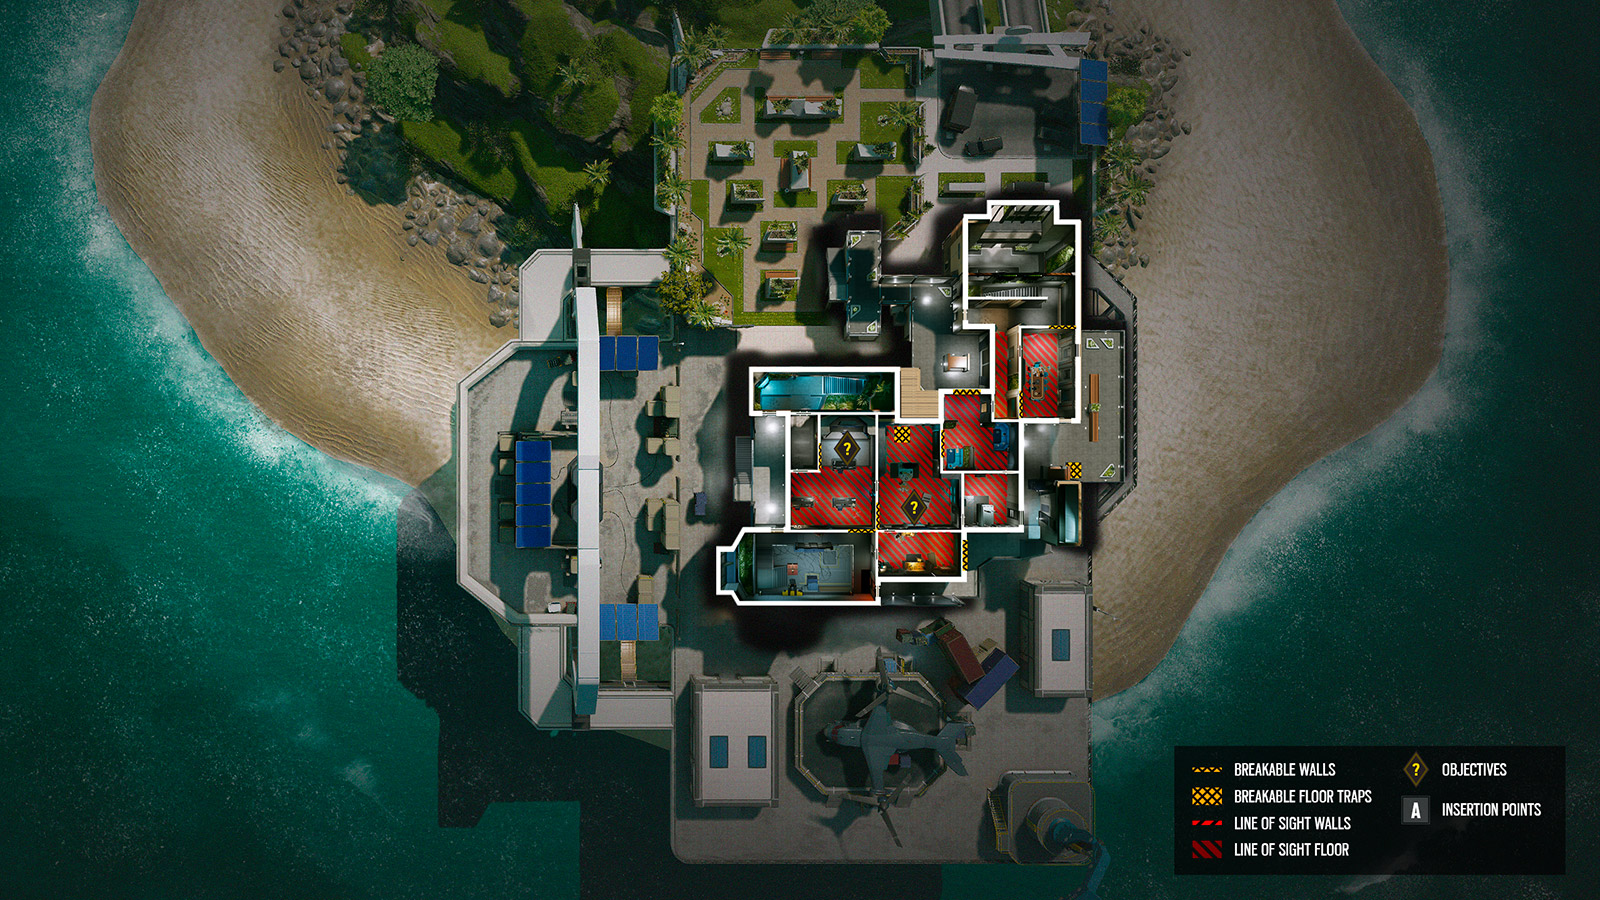 ?
?
BREAKABLE WALLS
BREAKABLE FLOOR TRAPS
LINE OF SIGHT WALLS
LINE OF SIGHT FLOOR
? OBJECTIVES
A INSERTION POINTS